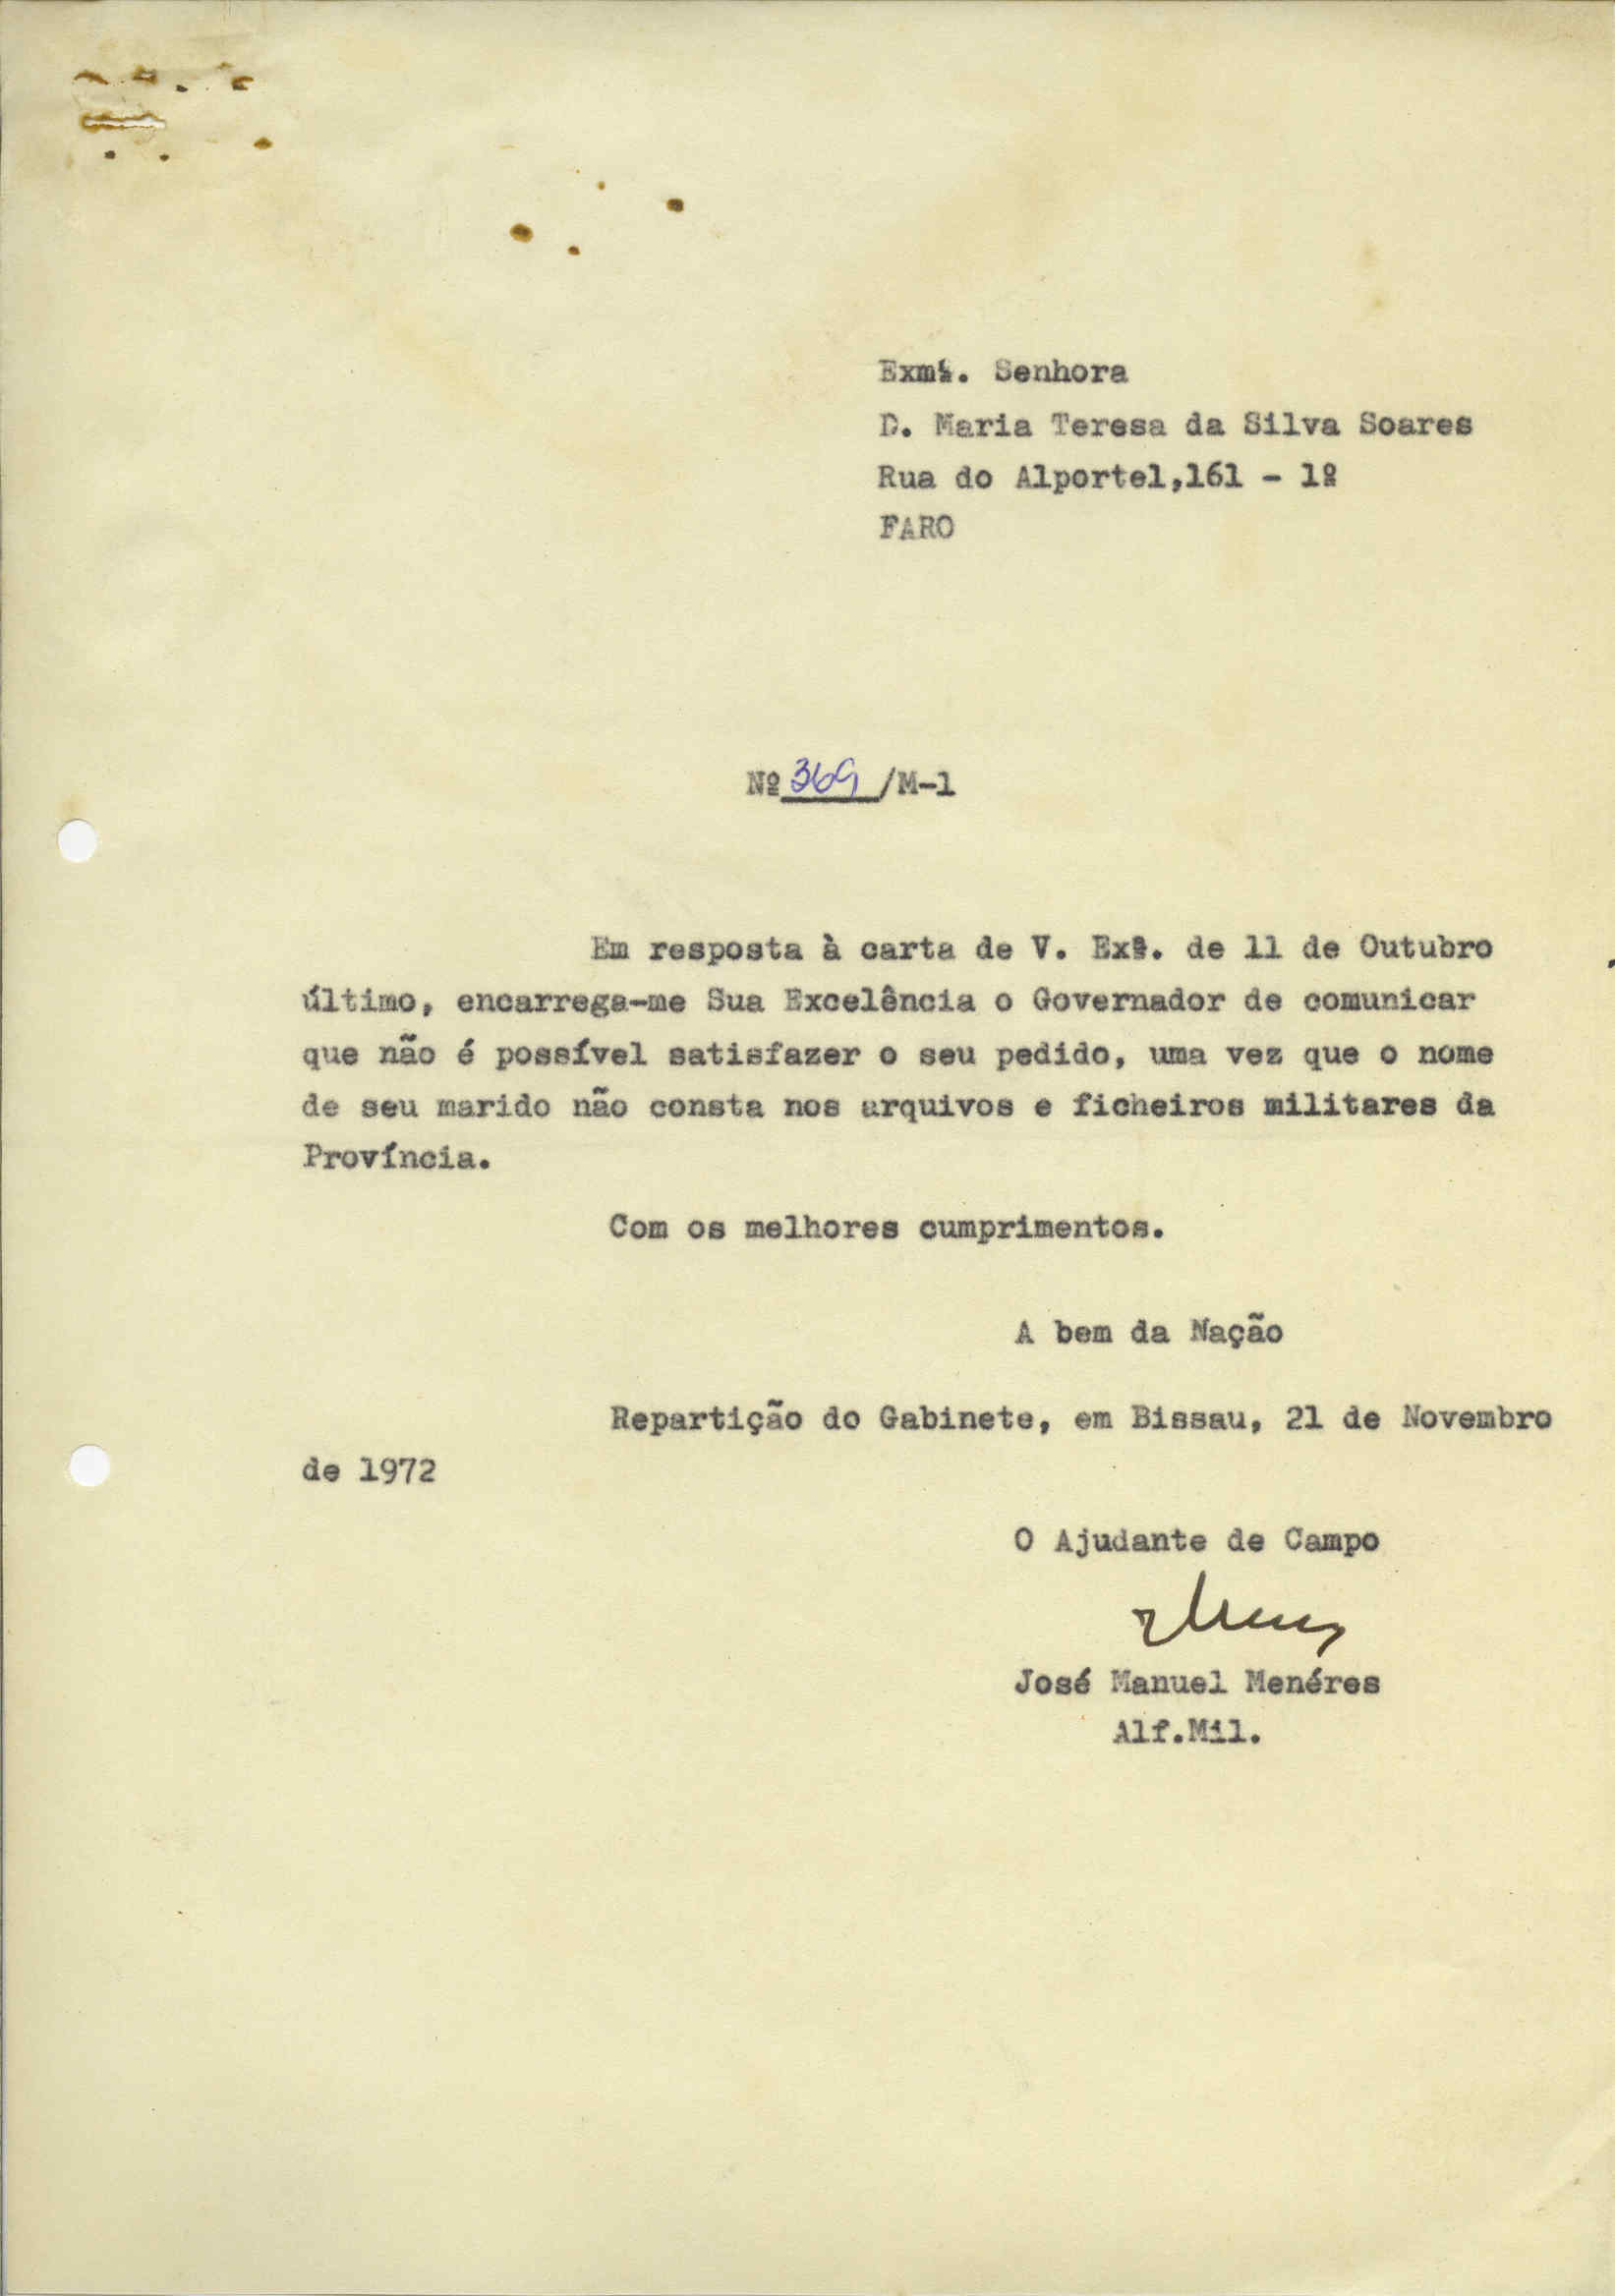 Exmª. Senhora
D. Maria Teresa da Silva Soares
Rua do Alportel,161 - 1º
FARO
Nº 369 /M-1
Em resposta à carta de V. Exª. de 11 de Outubro
último, encarrega-me Sua Excelência o Governador de comunicar
que não é possível satisfazer o seu pedido, uma vez que o nome
de seu marido não consta nos arquivos e ficheiros militares da
Província.
Com os melhores cumprimentos.
A bem da Nação
Repartição do Gabinete, em Bissau, 21 de Novembro
de 1972
O Ajudante de Campo
José Manuel Menéres
Alf.Mil.